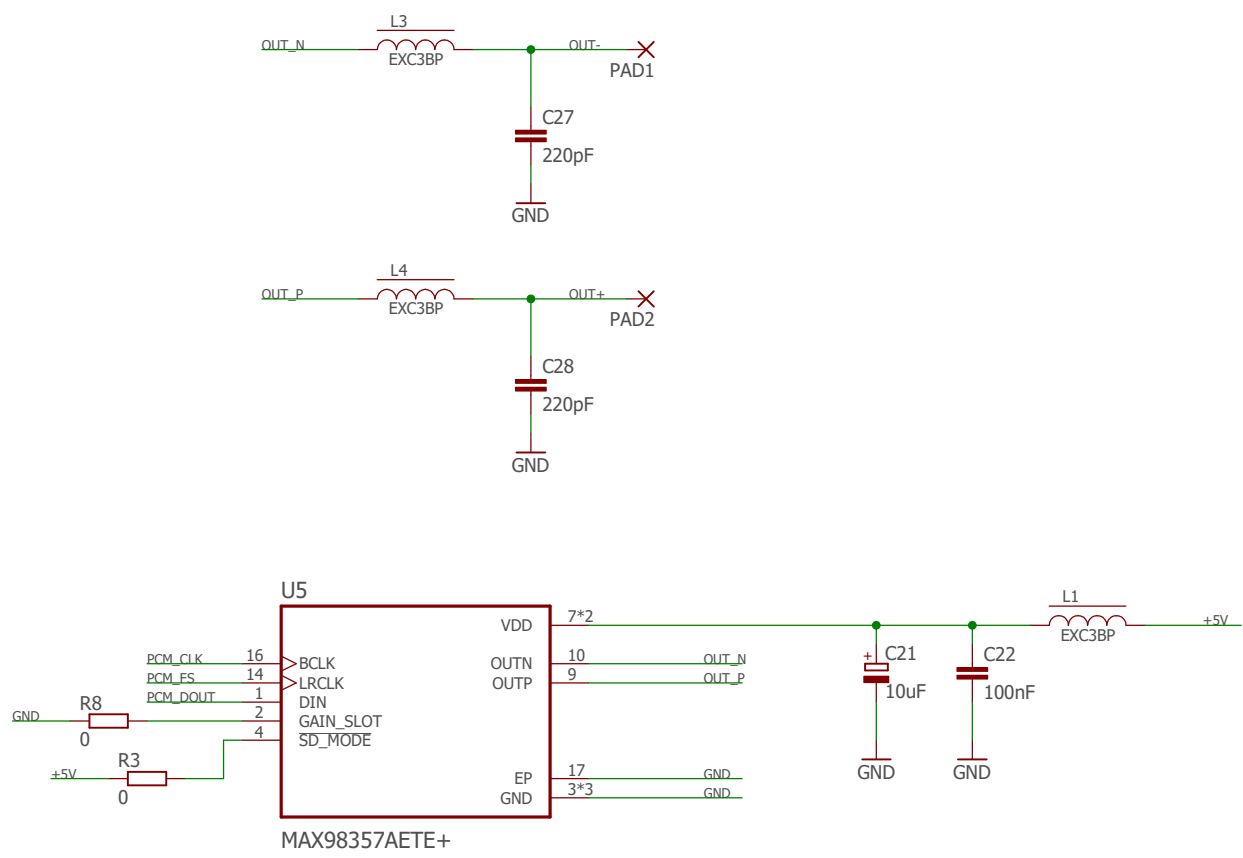 L3
OUT_N
OUT-
EXC3BP
PAD1
C27
220pF
GND
L4
OUT_P
OUT+
EXC3BP
PAD2
C28
220pF
GND
U5
L1
VDD
7*2
+5V
EXC3BP
PCM_CLK
16
BCLK
OUTN
10
OUT_N
+
C21
C22
PCM_FS
14
LRCLK
OUTP
9
OUT_P
10uF
100nF
PCM_DOUT
1
DIN
R8
GND
2
GAIN_SLOT
0
4
SD_MODE
R3
+5V
0
EP
17
GND
GND
3*3
GND
GND
GND
MAX98357AETE+